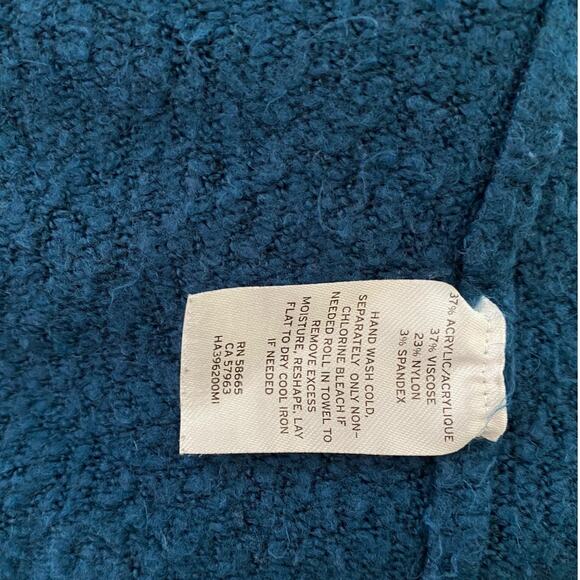 37% ACRYLIC/ACRYLIQUE
37% VISCOSE
23% NYLON
3% SPANDEX
HAND WASH COLD,
SEPARATELY ONLY NON-
CHLORINE BLEACH IF
NEEDED ROLL IN TOWEL TO
REMOVE EXCESS
MOISTURE, RESHAPE, LAY
FLAT TO DRY COOL IRON
IF NEEDED
RN 58665
CA 57963
HA396200MI